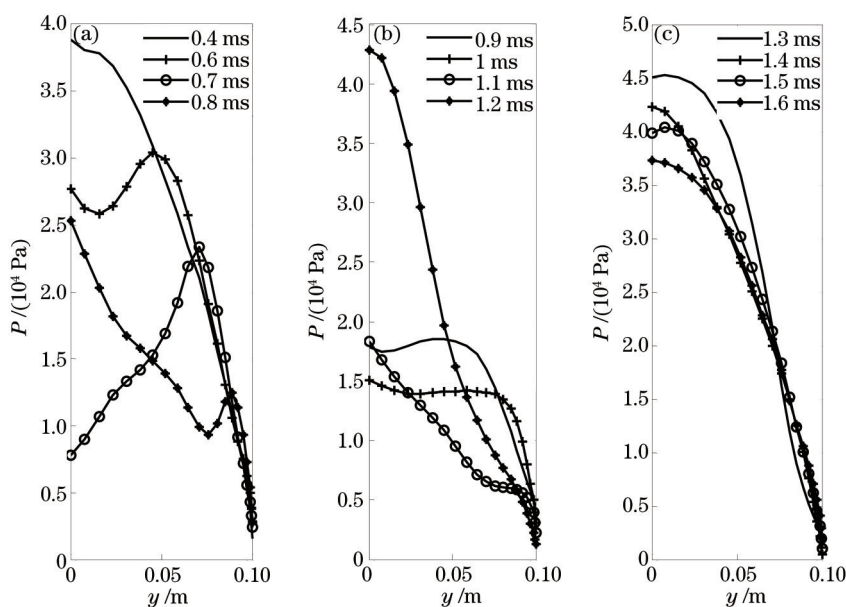 (a)
0.4 ms
0.6 ms
0.7 ms
0.8 ms
4.0
3.5
3.0
2.5
2.0
1.5
1.0
0.5
0
P /(10⁴ Pa)
0 0.05 0.10
y /m
(b)
0.9 ms
1 ms
1.1 ms
1.2 ms
4.5
4.0
3.5
3.0
2.5
2.0
1.5
1.0
0.5
0
P /(10⁴ Pa)
0 0.05 0.10
y /m
(c)
1.3 ms
1.4 ms
1.5 ms
1.6 ms
5.0
4.5
4.0
3.5
3.0
2.5
2.0
1.5
1.0
0.5
0
P /(10⁴ Pa)
0 0.05 0.10
y /m